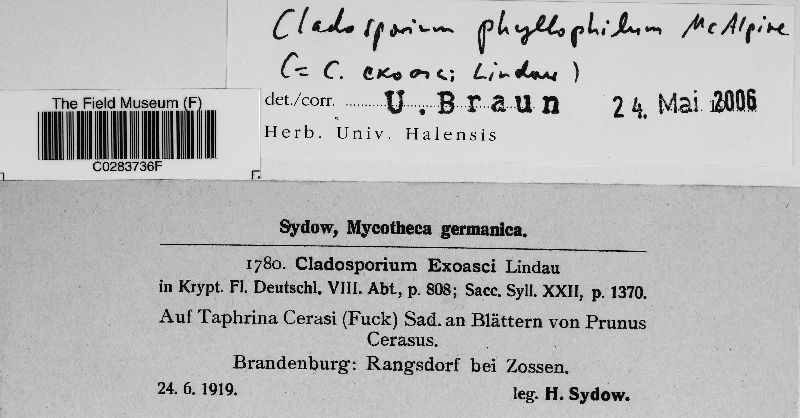 Cladosporium phyllophilum McAlpine
(= C. exoasci Lindau)
det./corr. U. Braun 24. Mai 2006
Herb. Univ. Halensis
The Field Museum (F)
C0283736F
Sydow, Mycotheca germanica.
1780. Cladosporium Exoasci Lindau
in Krypt. Fl. Deutschl. VIII. Abt., p. 808; Sacc. Syll. XXII, p. 1370.
Auf Taphrina Cerasi (Fuck) Sad. an Blättern von Prunus
Cerasus.
Brandenburg: Rangsdorf bei Zossen.
24. 6. 1919. leg. H. Sydow.